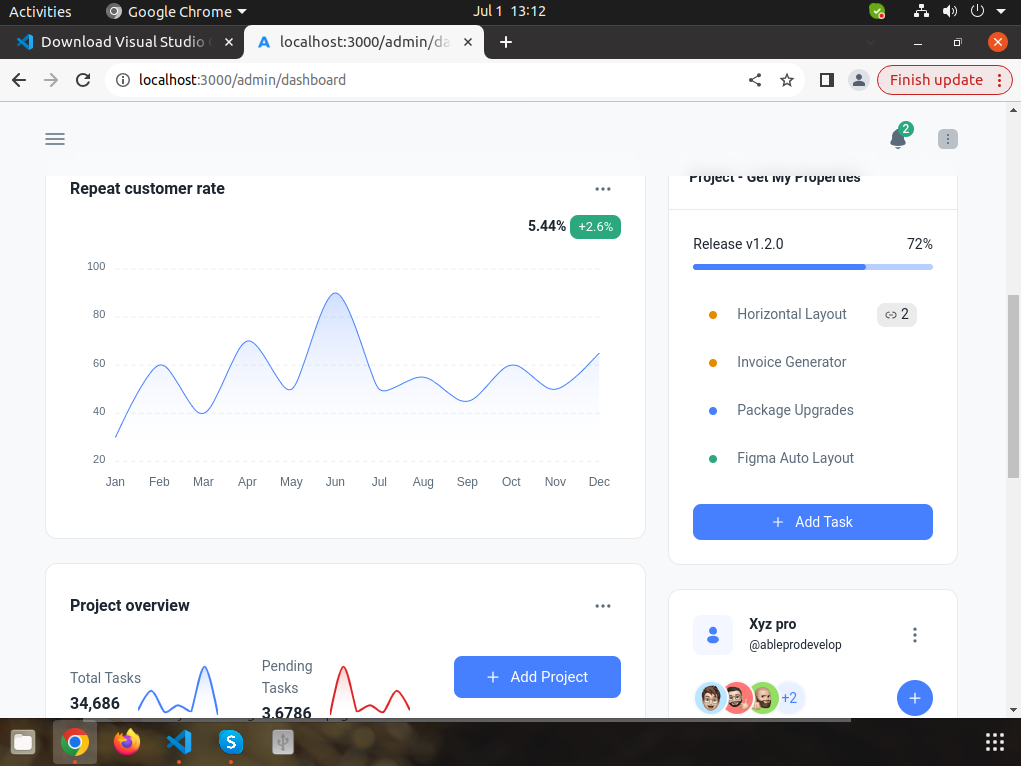 Activities
Google Chrome
Jul 1 13:12
Download Visual Studio
localhost:3000/admin/da
localhost:3000/admin/dashboard
Finish update
2
Repeat customer rate
5.44% +2.6%
100
80
60
40
20
Jan Feb Mar Apr May Jun Jul Aug Sep Oct Nov Dec
Project - Get My Properties
Release v1.2.0 72%
Horizontal Layout 2
Invoice Generator
Package Upgrades
Figma Auto Layout
+ Add Task
Project overview
Total Tasks
34,686
Pending
Tasks
3,6786
+ Add Project
Xyz pro
@ableprodevelop
+2
+